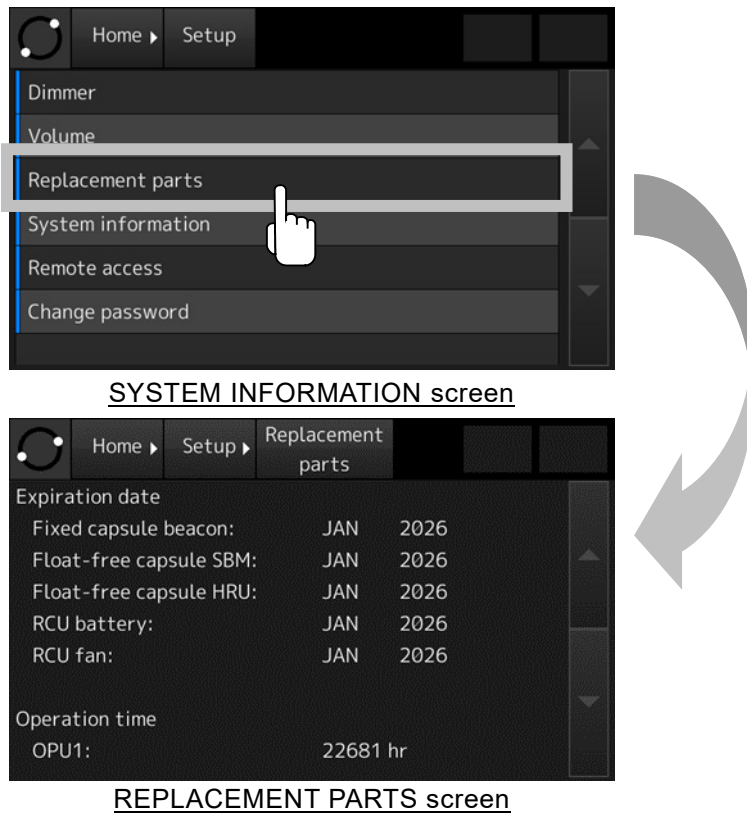 Home Setup
Dimmer
Volume
Replacement parts
System information
Remote access
Change password
SYSTEM INFORMATION screen
Home Setup Replacement
parts
Expiration date
Fixed capsule beacon: JAN 2026
Float-free capsule SBM: JAN 2026
Float-free capsule HRU: JAN 2026
RCU battery: JAN 2026
RCU fan: JAN 2026
Operation time
OPU1: 22681 hr
REPLACEMENT PARTS screen